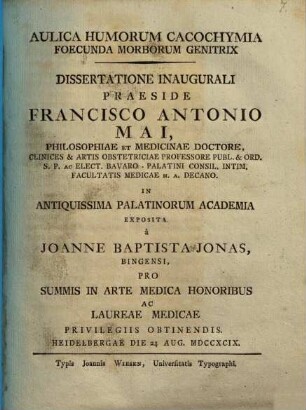 AULICA HUMORUM CACOCHYMIA
FOECUNDA MORBORUM GENITRIX
DISSERTATIONE INAUGURALI
PRAESIDE
FRANCISCO ANTONIO
MAI,
PHILOSOPHIAE ET MEDICINAE DOCTORE,
CLINICES & ARTIS OBSTETRICIAE PROFESSORE PUBL. & ORD.
S. P. AC ELECT. BAVARO-PALATINI CONSIL. INTIM,
FACULTATIS MEDICAE H. A. DECANO.
IN
ANTIQUISSIMA PALATINORUM ACADEMIA
EXPOSITA
à
JOANNE BAPTISTA JONAS,
BINGENSI,
PRO
SUMMIS IN ARTE MEDICA HONORIBUS
AC
LAUREAE MEDICAE
PRIVILEGIIS OBTINENDIS.
HEIDELBERGAE DIE 24 AUG. MDCCXCIX.
Typis Joannis WIESEN, Universitatis Typographi.